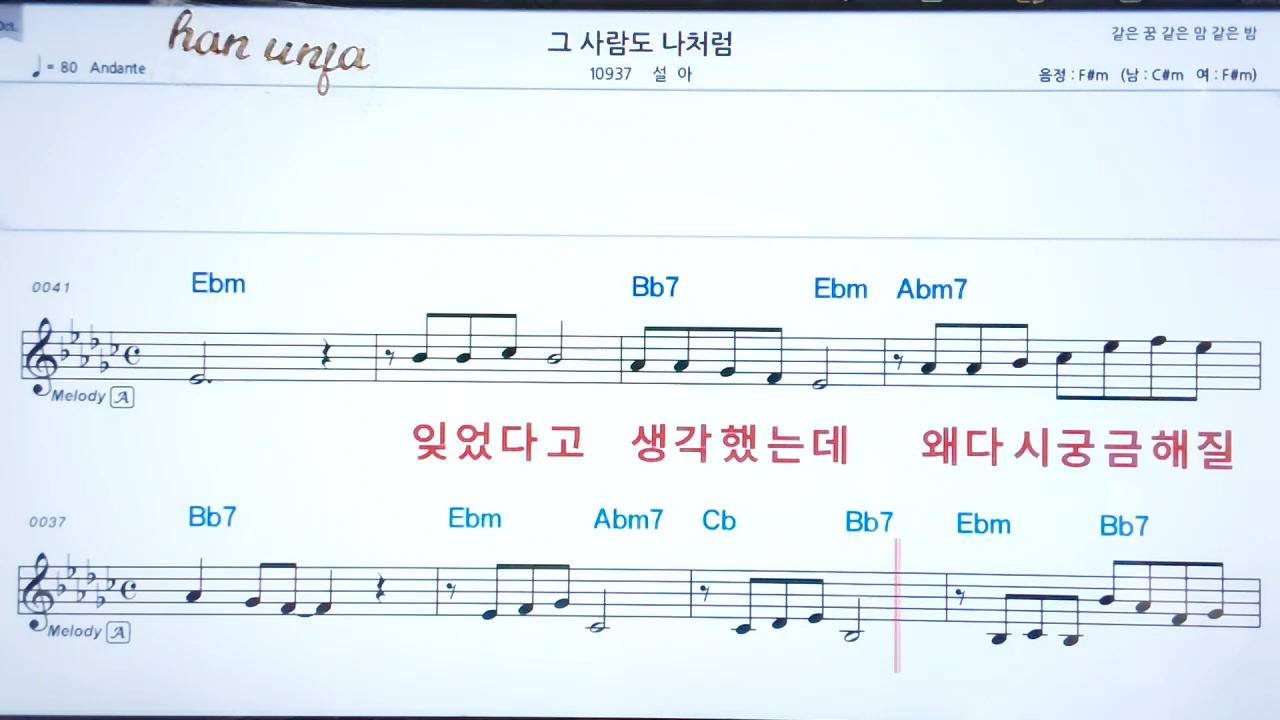 Oct.
han unja
그 사람도 나처럼
같은 꿈 같은 맘 같은 밤
♩= 80 Andante
10937 설 아
음정 : F#m (남 : C#m 여 : F#m)
0041 Ebm Bb7 Ebm Abm7
Melody A
잊었다고 생각했는데 왜다시궁금해질
0037 Bb7 Ebm Abm7 Cb Bb7 Ebm Bb7
Melody A